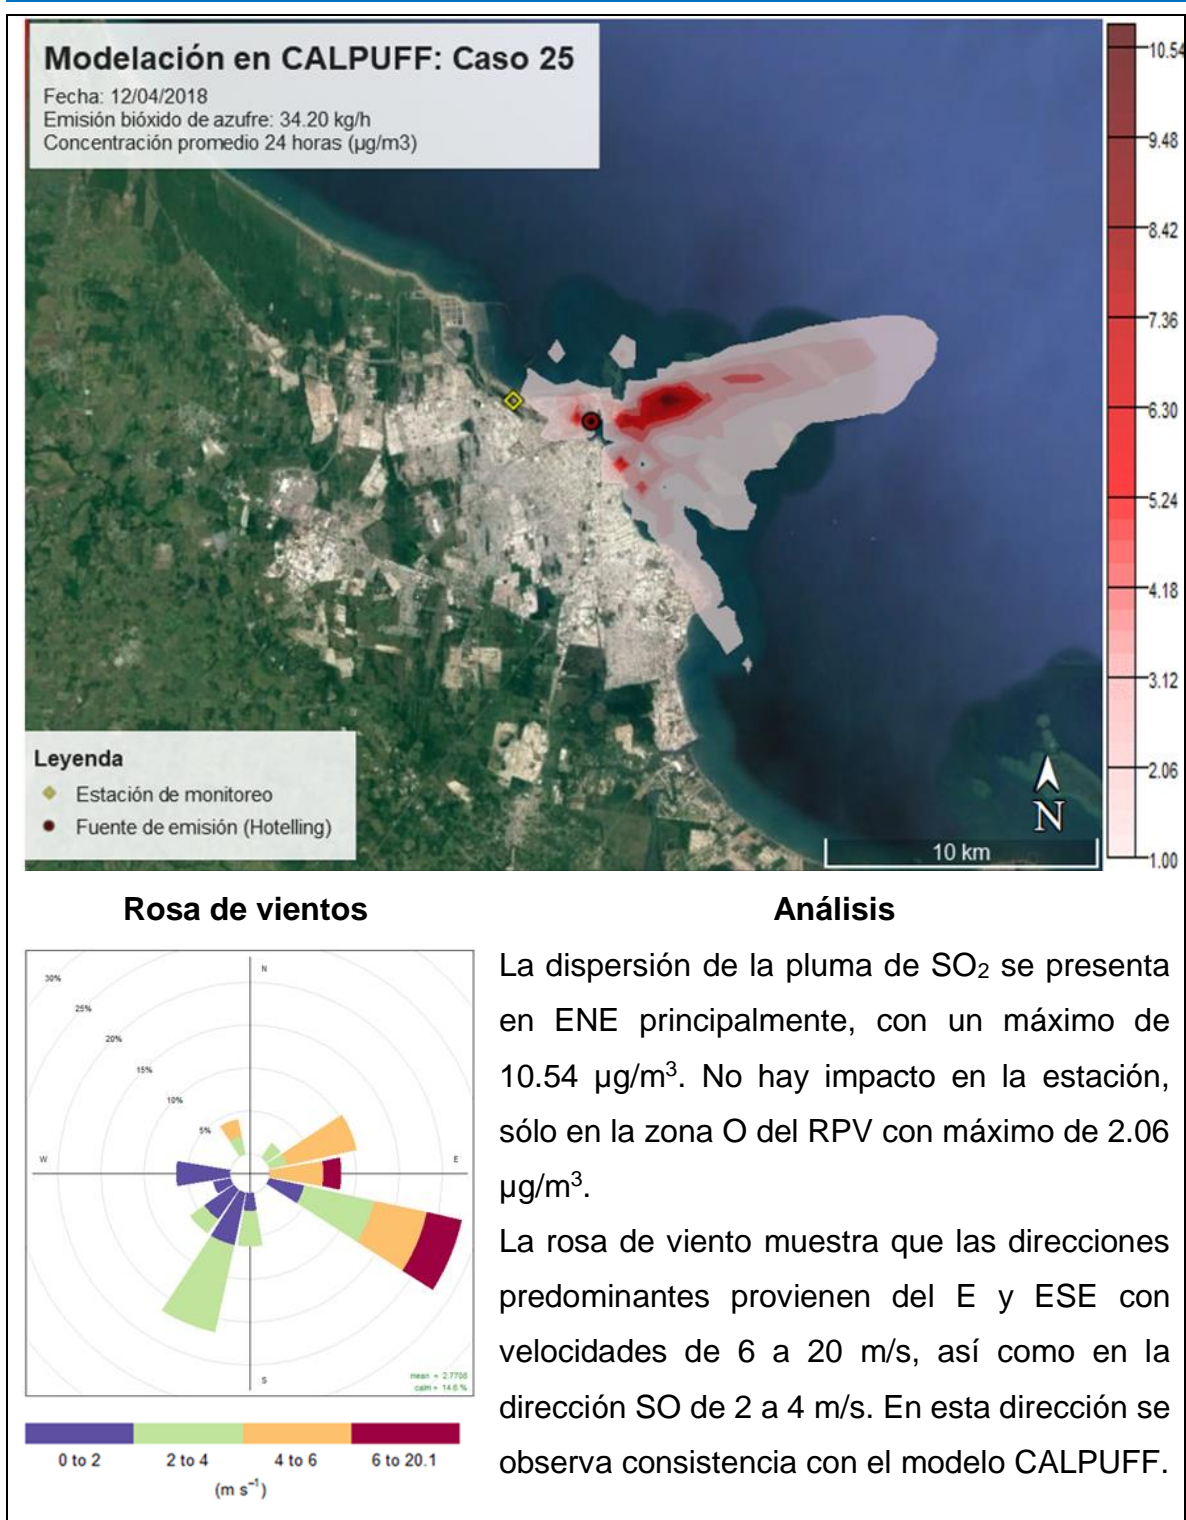 Modelación en CALPUFF: Caso 25
Fecha: 12/04/2018
Emisión bióxido de azufre: 34.20 kg/h
Concentración promedio 24 horas (µg/m3)
10.54
9.48
8.42
7.36
6.30
5.24
4.18
3.12
2.06
1.00
Leyenda
Estación de monitoreo
Fuente de emisión (Hotelling)
N
10 km
Rosa de vientos
30%
25%
20%
15%
10%
5%
N
W
E
S
mean = 2.7708
calm = 14.6 %
0 to 2
2 to 4
4 to 6
6 to 20.1
(m s⁻¹)
Análisis
La dispersión de la pluma de SO₂ se presenta
en ENE principalmente, con un máximo de
10.54 µg/m³. No hay impacto en la estación,
sólo en la zona O del RPV con máximo de 2.06
µg/m³.
La rosa de viento muestra que las direcciones
predominantes provienen del E y ESE con
velocidades de 6 a 20 m/s, así como en la
dirección SO de 2 a 4 m/s. En esta dirección se
observa consistencia con el modelo CALPUFF.